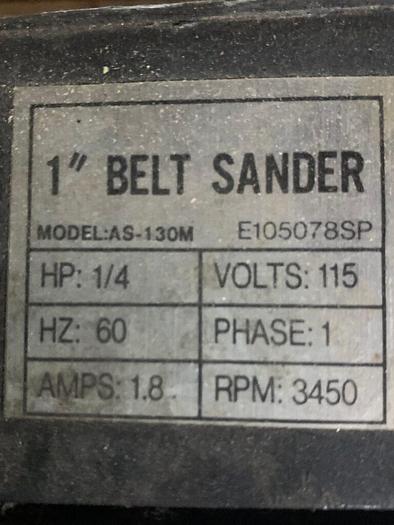 1" BELT SANDER
MODEL:AS-130M E105078SP
HP: 1/4 VOLTS: 115
HZ: 60 PHASE: 1
AMPS: 1.8 RPM: 3450